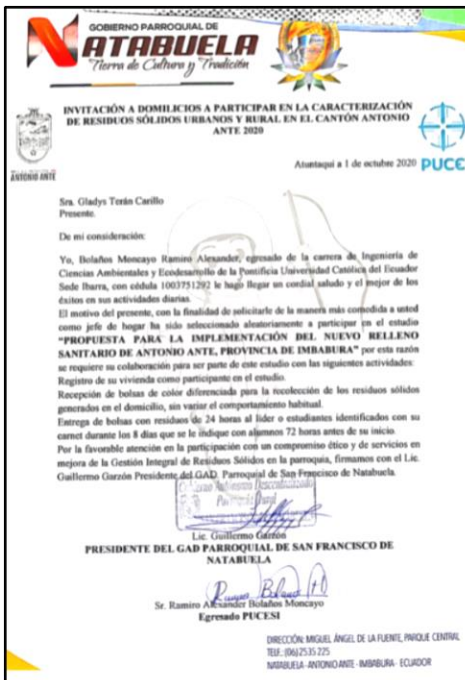 GOBIERNO PARROQUIAL DE
NATABUELA
Tierra de Cultura y Tradición
INVITACIÓN A DOMICILIOS A PARTICIPAR EN LA CARACTERIZACIÓN
DE RESIDUOS SÓLIDOS URBANOS Y RURAL EN EL CANTÓN ANTONIO
ANTE 2020
ANTONIO ANTE
PUCE
Atuntaqui a 1 de octubre 2020
Sra. Gladys Terán Carillo
Presente.
De mi consideración:
Yo, Bolaños Moncayo Ramiro Alexander, egresado de la carrera de Ingeniería de
Ciencias Ambientales y Ecodesarrollo de la Pontificia Universidad Católica del Ecuador
Sede Ibarra, con cédula 1003751292 le hago llegar un cordial saludo y el mejor de los
éxitos en sus actividades diarias.
El motivo del presente, con la finalidad de solicitarle de la manera más comedida a usted
como jefe de hogar ha sido seleccionado aleatoriamente a participar en el estudio
"PROPUESTA PARA LA IMPLEMENTACIÓN DEL NUEVO RELLENO
SANITARIO DE ANTONIO ANTE, PROVINCIA DE IMBABURA" por esta razón
se requiere su colaboración para ser parte de este estudio con las siguientes actividades:
Registro de su vivienda como participante en el estudio.
Recepción de bolsas de color diferenciada para la recolección de los residuos sólidos
generados en el domicilio, sin variar el comportamiento habitual.
Entrega de bolsas con residuos de 24 horas al líder o estudiantes identificados con su
carnet durante los 8 días que se le indique con alumnos 72 horas antes de su inicio.
Por la favorable atención en la participación con un compromiso ético y de servicios en
mejora de la Gestión Integral de Residuos Sólidos en la parroquia, firmamos con el Lic.
Guillermo Garzón Presidente del GAD. Parroquial de San Francisco de Natabuela.
Gobierno Autónomo Descentralizado
Parroquia Rural
Lic. Guillermo Garzón
PRESIDENTE DEL GAD PARROQUIAL DE SAN FRANCISCO DE
NATABUELA
Sr. Ramiro Alexander Bolaños Moncayo
Egresado PUCESI
DIRECCIÓN: MIGUEL ÁNGEL DE LA FUENTE, PARQUE CENTRAL
TELF.: (06)2535 225
NATABUELA - ANTONIO ANTE - IMBABURA - ECUADOR